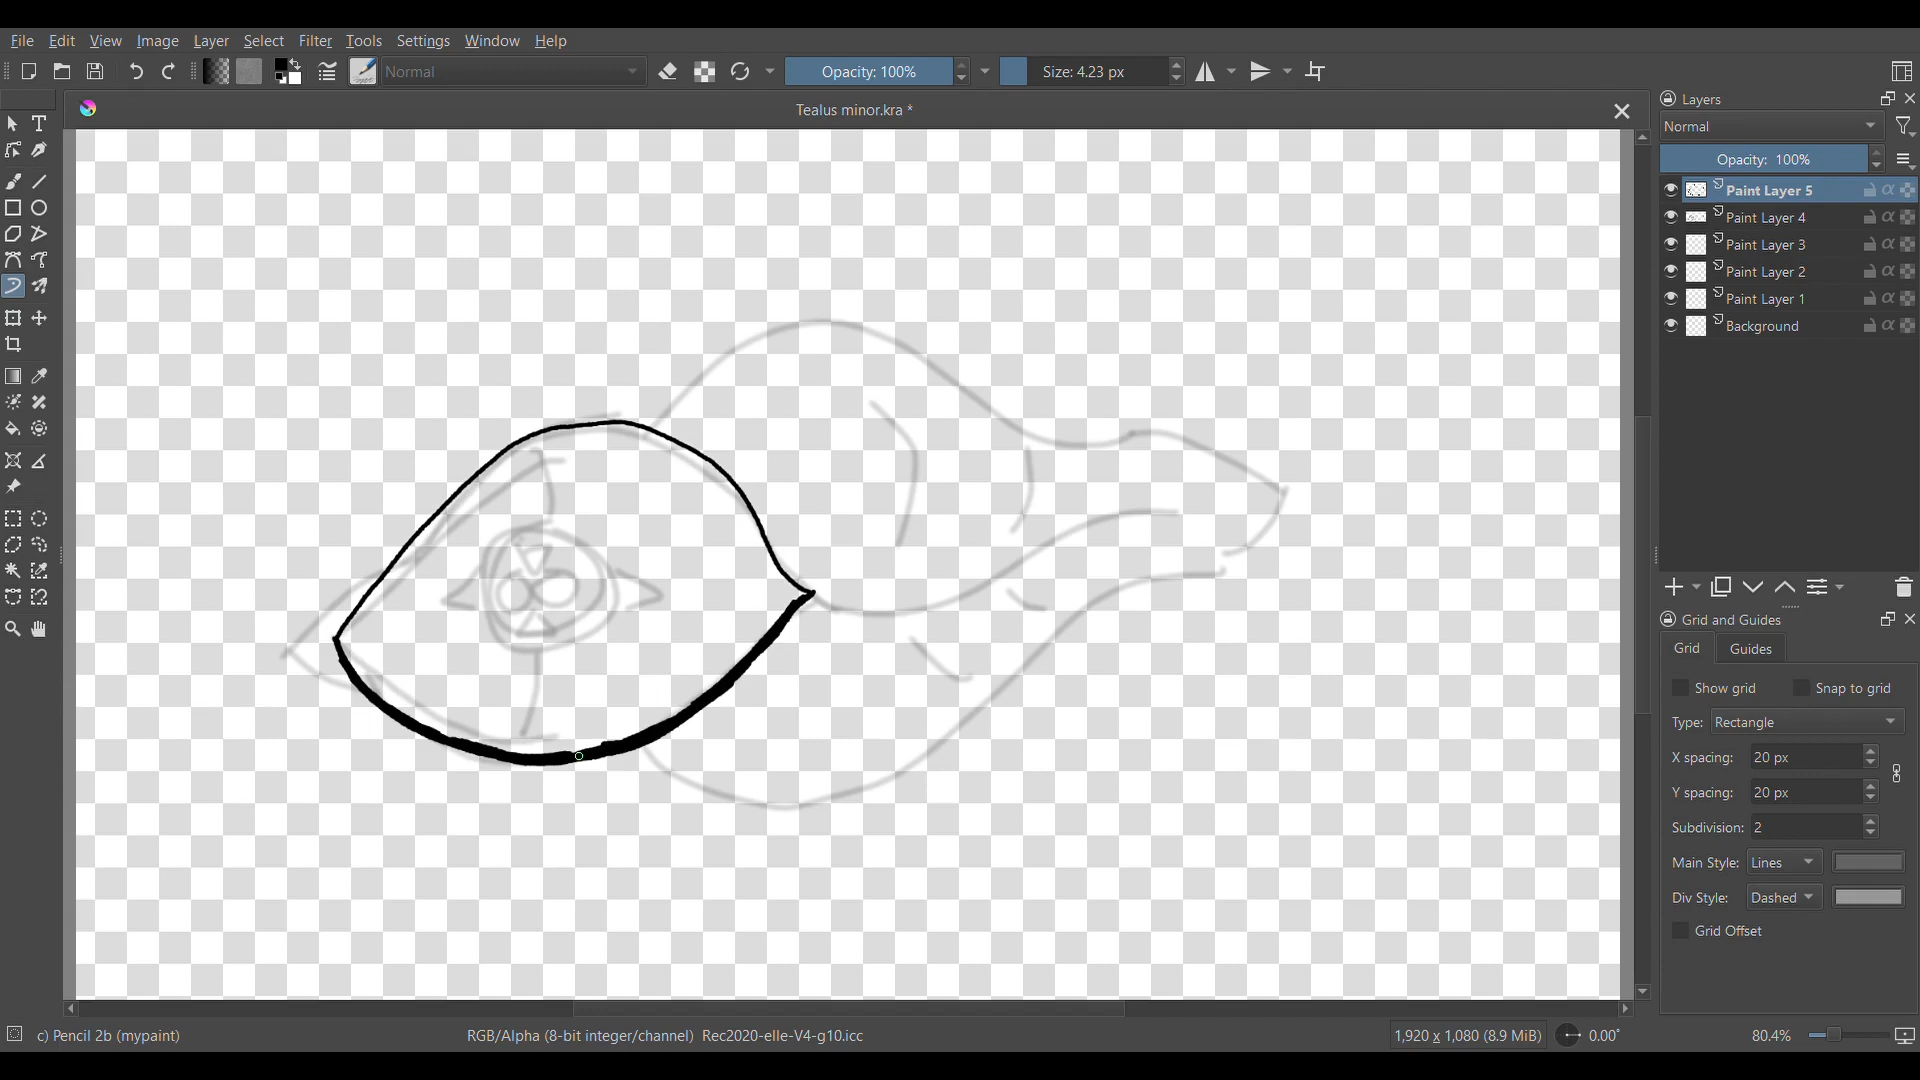 File Edit View Image Layer Select Filter Tools Settings Window Help
Normal
Opacity: 100%
Size: 4.23 px
Tealus minor.kra *
Layers
Normal
Opacity: 100%
Paint Layer 5
Paint Layer 4
Paint Layer 3
Paint Layer 2
Paint Layer 1
Background
Grid and Guides
Grid Guides
Show grid Snap to grid
Type: Rectangle
X spacing: 20 px
Y spacing: 20 px
Subdivision: 2
Main Style: Lines
Div Style: Dashed
Grid Offset
c) Pencil 2b (mypaint)
RGB/Alpha (8-bit integer/channel) Rec2020-elle-V4-g10.icc
1,920 x 1,080 (8.9 MiB)
0.00°
80.4%